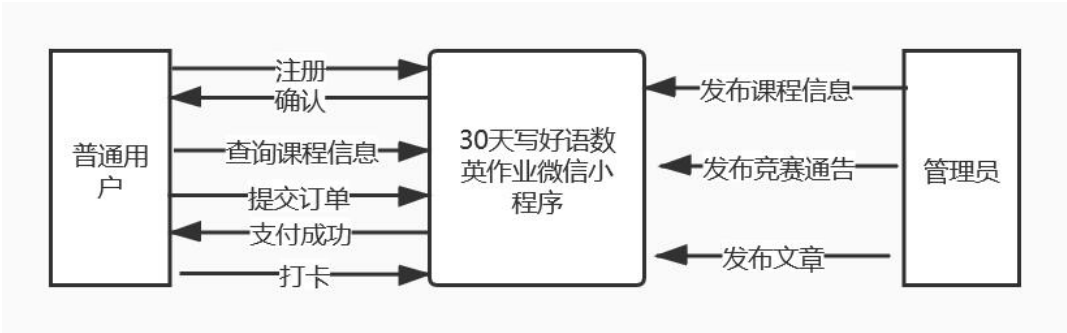 普通用
户
注册
确认
查询课程信息
提交订单
支付成功
打卡
30天写好语数
英作业微信小
程序
发布课程信息
发布竞赛通告
发布文章
管理员